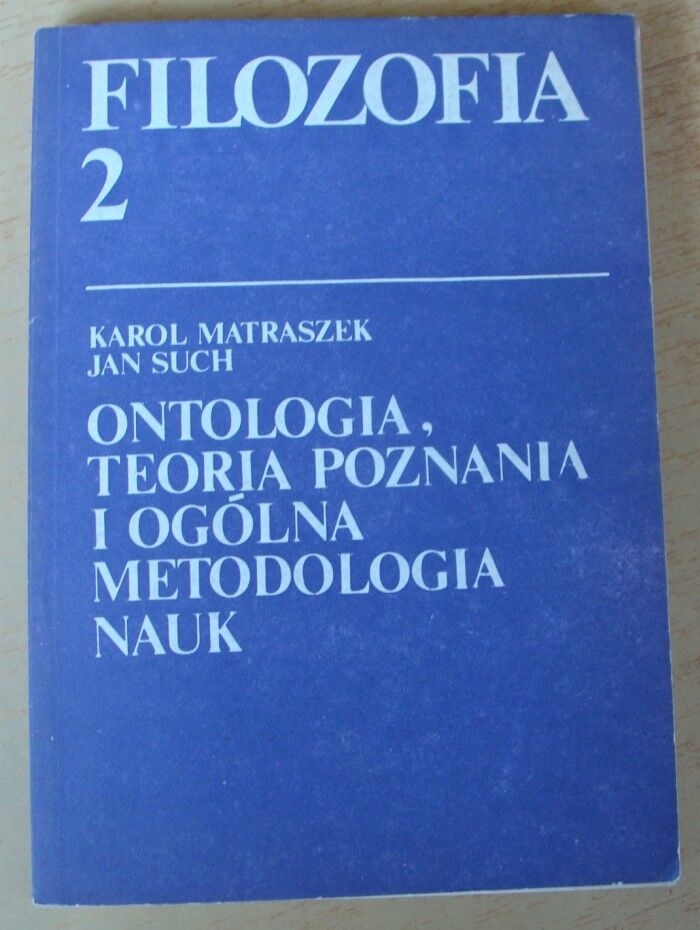 FILOZOFIA
2
KAROL MATRASZEK
JAN SUCH
ONTOLOGIA,
TEORIA POZNANIA
I OGÓLNA
METODOLOGIA
NAUK